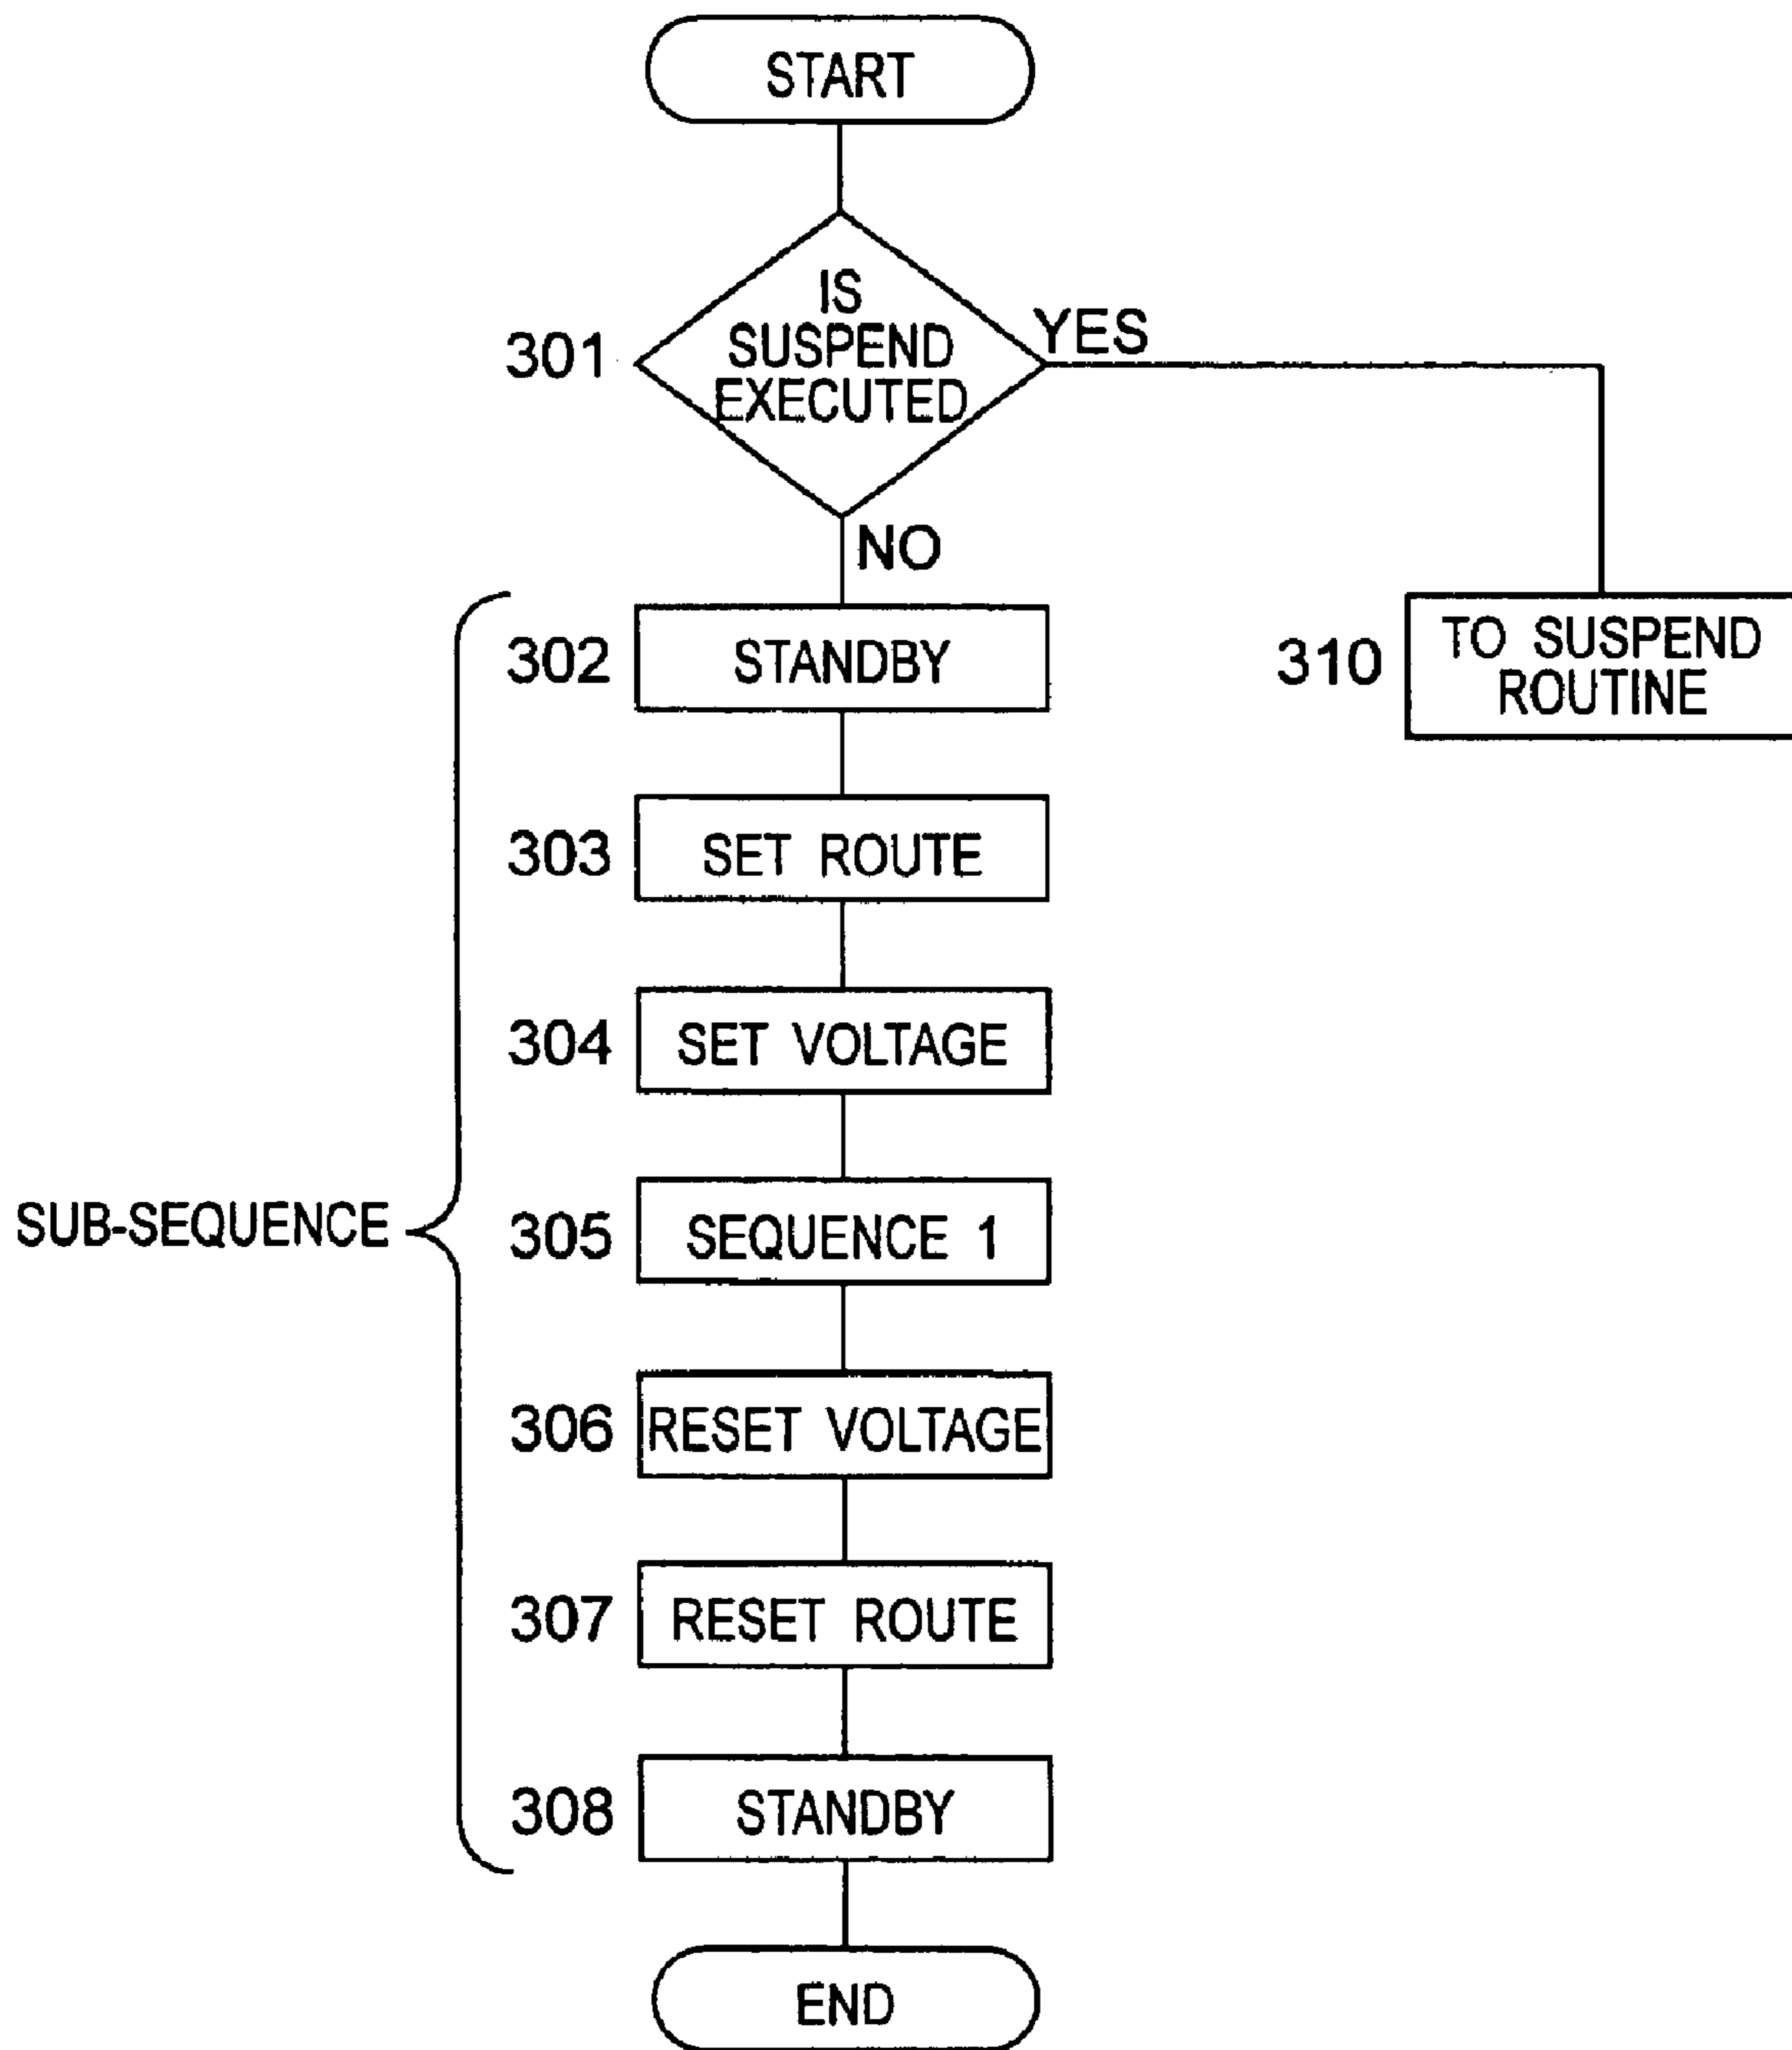 START
IS
SUSPEND
EXECUTED
301
YES
NO
302
STANDBY
310
TO SUSPEND
ROUTINE
303
SET ROUTE
304
SET VOLTAGE
SUB-SEQUENCE
305
SEQUENCE 1
306
RESET VOLTAGE
307
RESET ROUTE
308
STANDBY
END